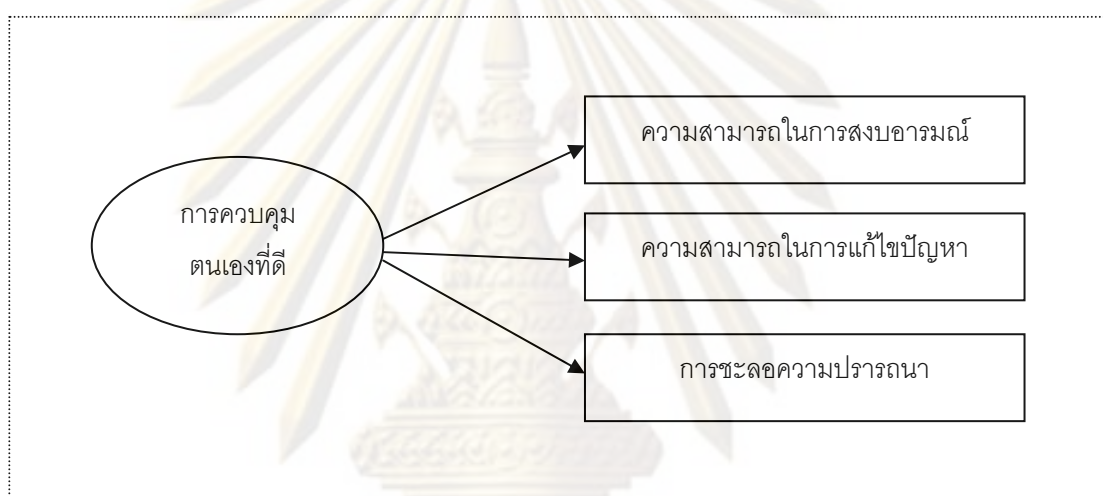 ความสามารถในการสงบอารมณ์
การควบคุม
ตนเองที่ดี
ความสามารถในการแก้ไขปัญหา
การชะลอความปรารถนา